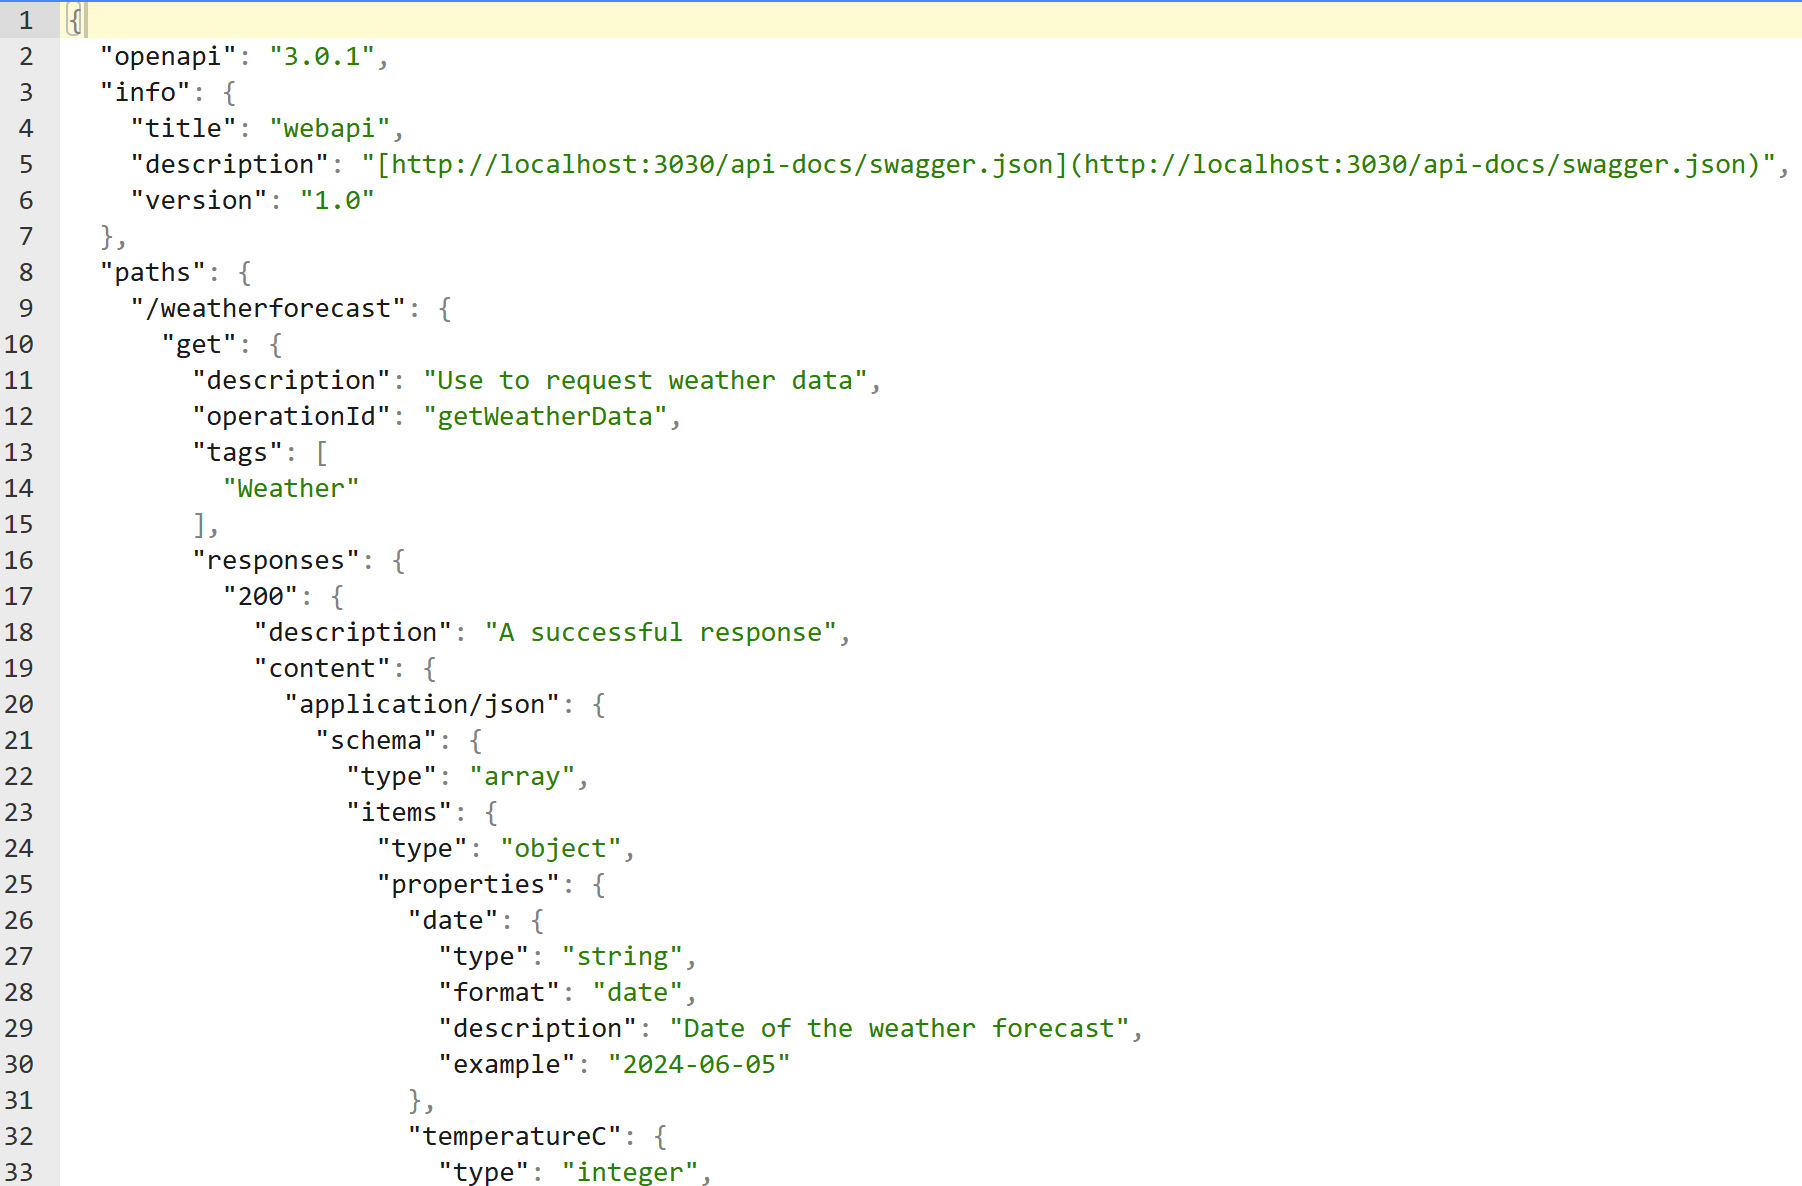 1 {
2 "openapi": "3.0.1",
3 "info": {
4 "title": "webapi",
5 "description": "[http://localhost:3030/api-docs/swagger.json](http://localhost:3030/api-docs/swagger.json)",
6 "version": "1.0"
7 },
8 "paths": {
9 "/weatherforecast": {
10 "get": {
11 "description": "Use to request weather data",
12 "operationId": "getWeatherData",
13 "tags": [
14 "Weather"
15 ],
16 "responses": {
17 "200": {
18 "description": "A successful response",
19 "content": {
20 "application/json": {
21 "schema": {
22 "type": "array",
23 "items": {
24 "type": "object",
25 "properties": {
26 "date": {
27 "type": "string",
28 "format": "date",
29 "description": "Date of the weather forecast",
30 "example": "2024-06-05"
31 },
32 "temperatureC": {
33 "type": "integer",